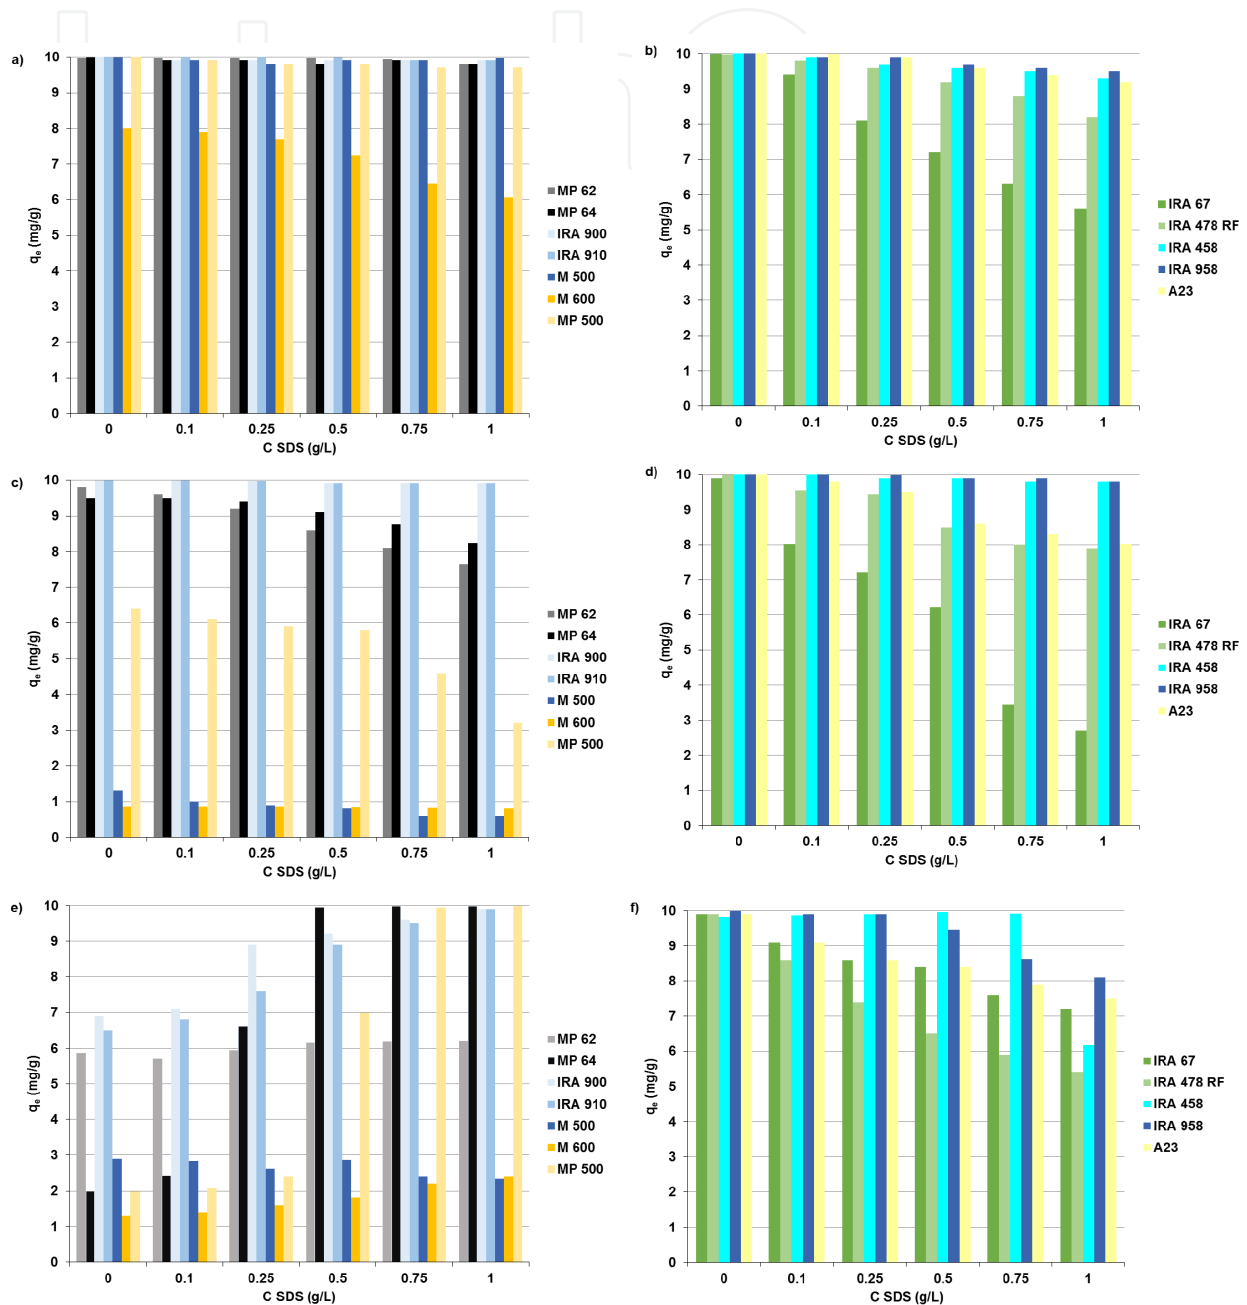 a)
10
9
8
7
6
5
4
3
2
1
0
qe (mg/g)
0 0.1 0.25 0.5 0.75 1
C SDS (g/L)
MP 62
MP 64
IRA 900
IRA 910
M 500
M 600
MP 500
b)
10
9
8
7
6
5
4
3
2
1
0
qe (mg/g)
0 0.1 0.25 0.5 0.75 1
C SDS (g/L)
IRA 67
IRA 478 RF
IRA 458
IRA 958
A23
c)
10
9
8
7
6
5
4
3
2
1
0
qe (mg/g)
0 0.1 0.25 0.5 0.75 1
C SDS (g/L)
MP 62
MP 64
IRA 900
IRA 910
M 500
M 600
MP 500
d)
10
9
8
7
6
5
4
3
2
1
0
qe (mg/g)
0 0.1 0.25 0.5 0.75 1
C SDS (g/L)
IRA 67
IRA 478 RF
IRA 458
IRA 958
A23
e)
10
9
8
7
6
5
4
3
2
1
0
qe (mg/g)
0 0.1 0.25 0.5 0.75 1
C SDS (g/L)
MP 62
MP 64
IRA 900
IRA 910
M 500
M 600
MP 500
f)
10
9
8
7
6
5
4
3
2
1
0
qe (mg/g)
0 0.1 0.25 0.5 0.75 1
C SDS (g/L)
IRA 67
IRA 478 RF
IRA 458
IRA 958
A23